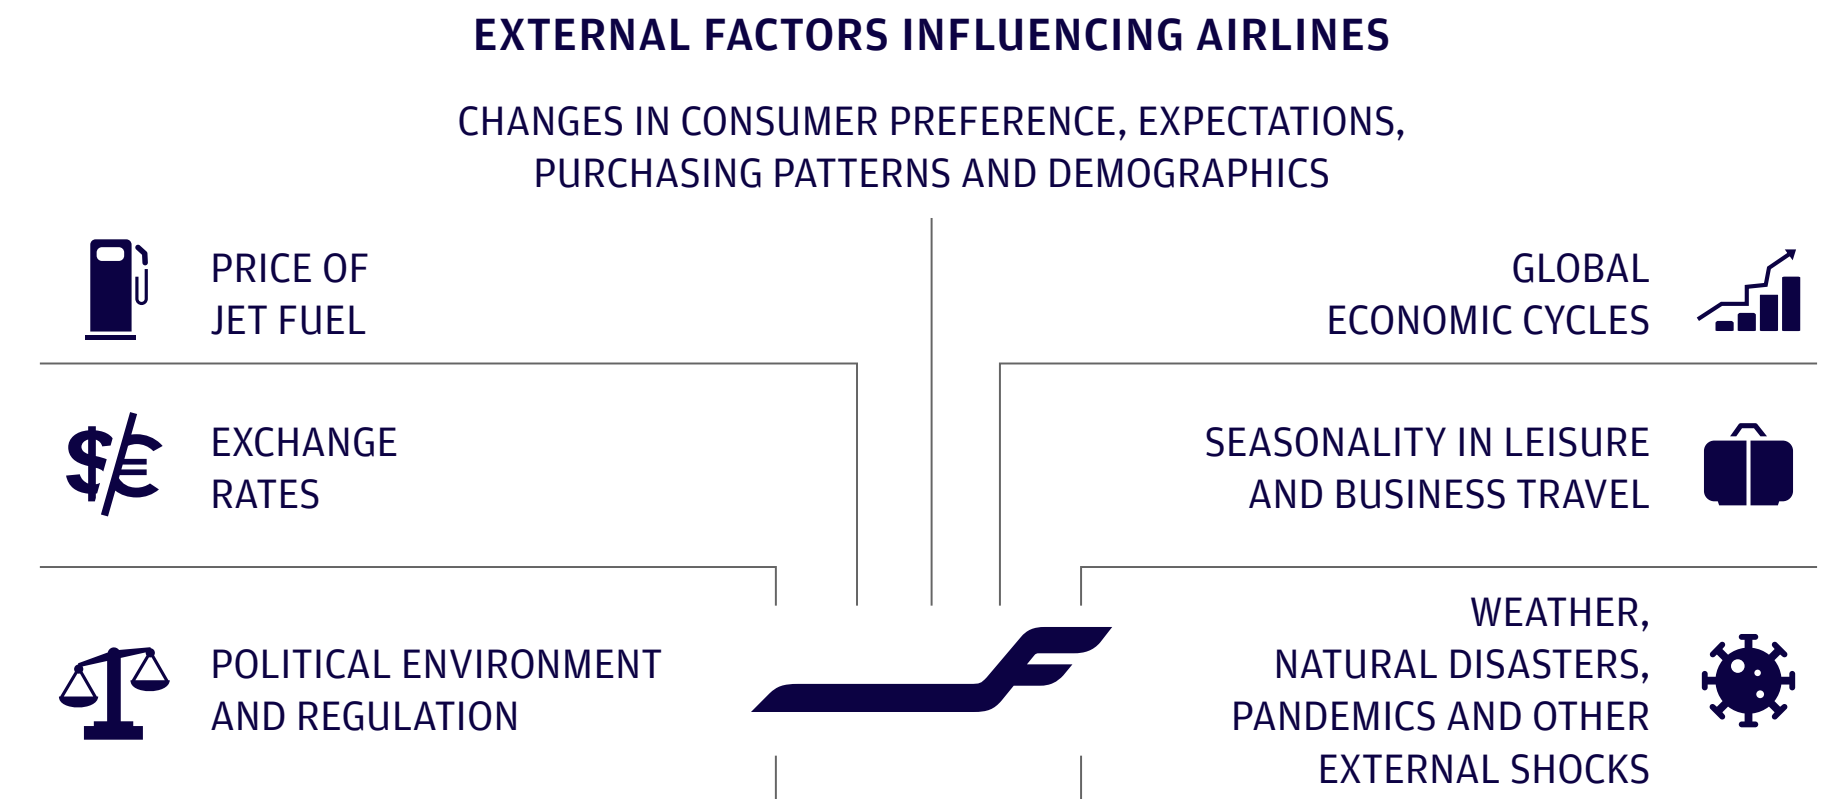 EXTERNAL FACTORS INFLUENCING AIRLINES
CHANGES IN CONSUMER PREFERENCE, EXPECTATIONS,
PURCHASING PATTERNS AND DEMOGRAPHICS
PRICE OF
JET FUEL
GLOBAL
ECONOMIC CYCLES
$/€
EXCHANGE
RATES
SEASONALITY IN LEISURE
AND BUSINESS TRAVEL
POLITICAL ENVIRONMENT
AND REGULATION
WEATHER,
NATURAL DISASTERS,
PANDEMICS AND OTHER
EXTERNAL SHOCKS